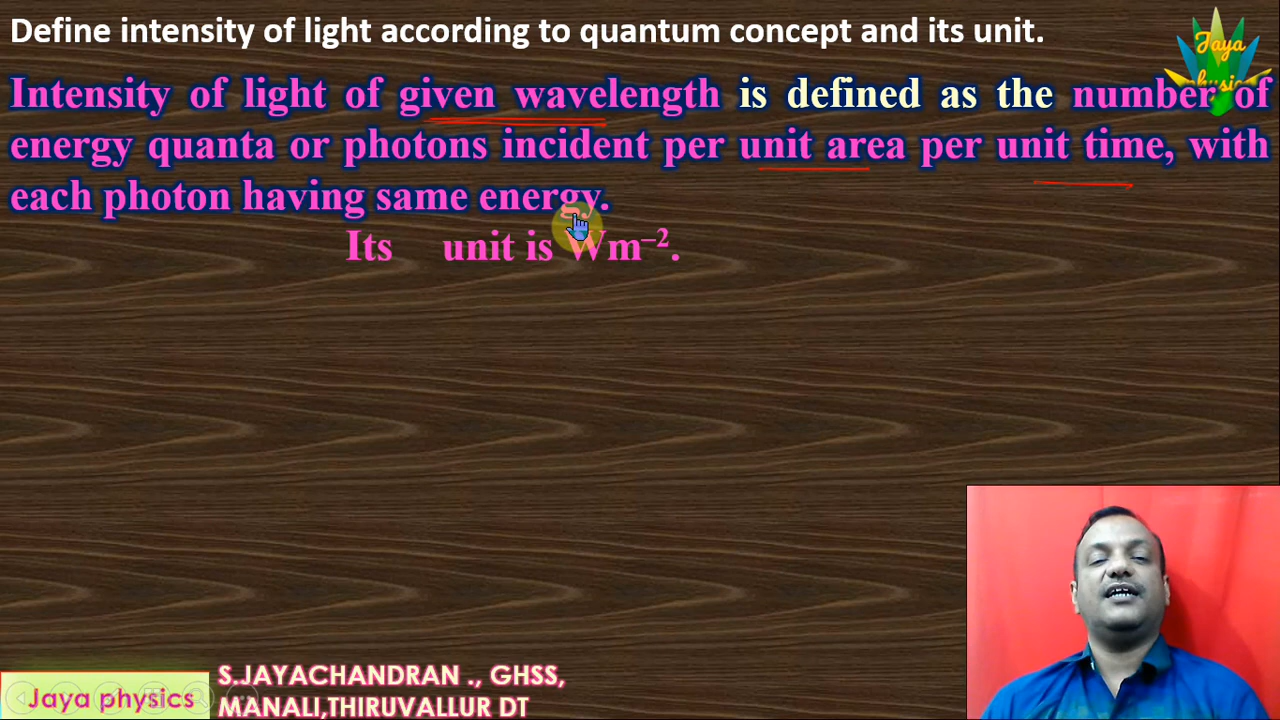 Define intensity of light according to quantum concept and its unit.
Jaya
physics
Intensity of light of given wavelength is defined as the number of
energy quanta or photons incident per unit area per unit time, with
each photon having same energy.
Its unit is Wm⁻².
Jaya physics
S.JAYACHANDRAN ., GHSS,
MANALI,THIRUVALLUR DT